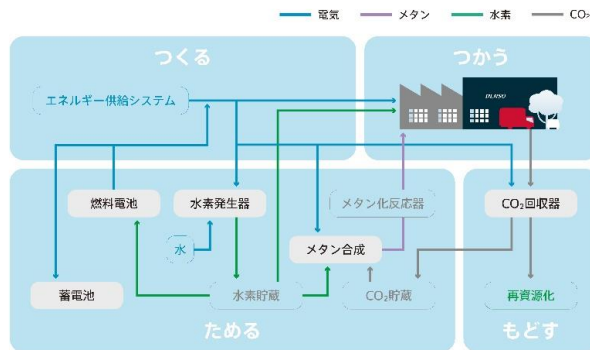 電気
メタン
水素
CO₂
つくる
つかう
エネルギー供給システム
DENSO
燃料電池
水素発生器
メタン化反応器
CO₂回収器
水
メタン合成
蓄電池
水素貯蔵
CO₂貯蔵
再資源化
ためる
もどす